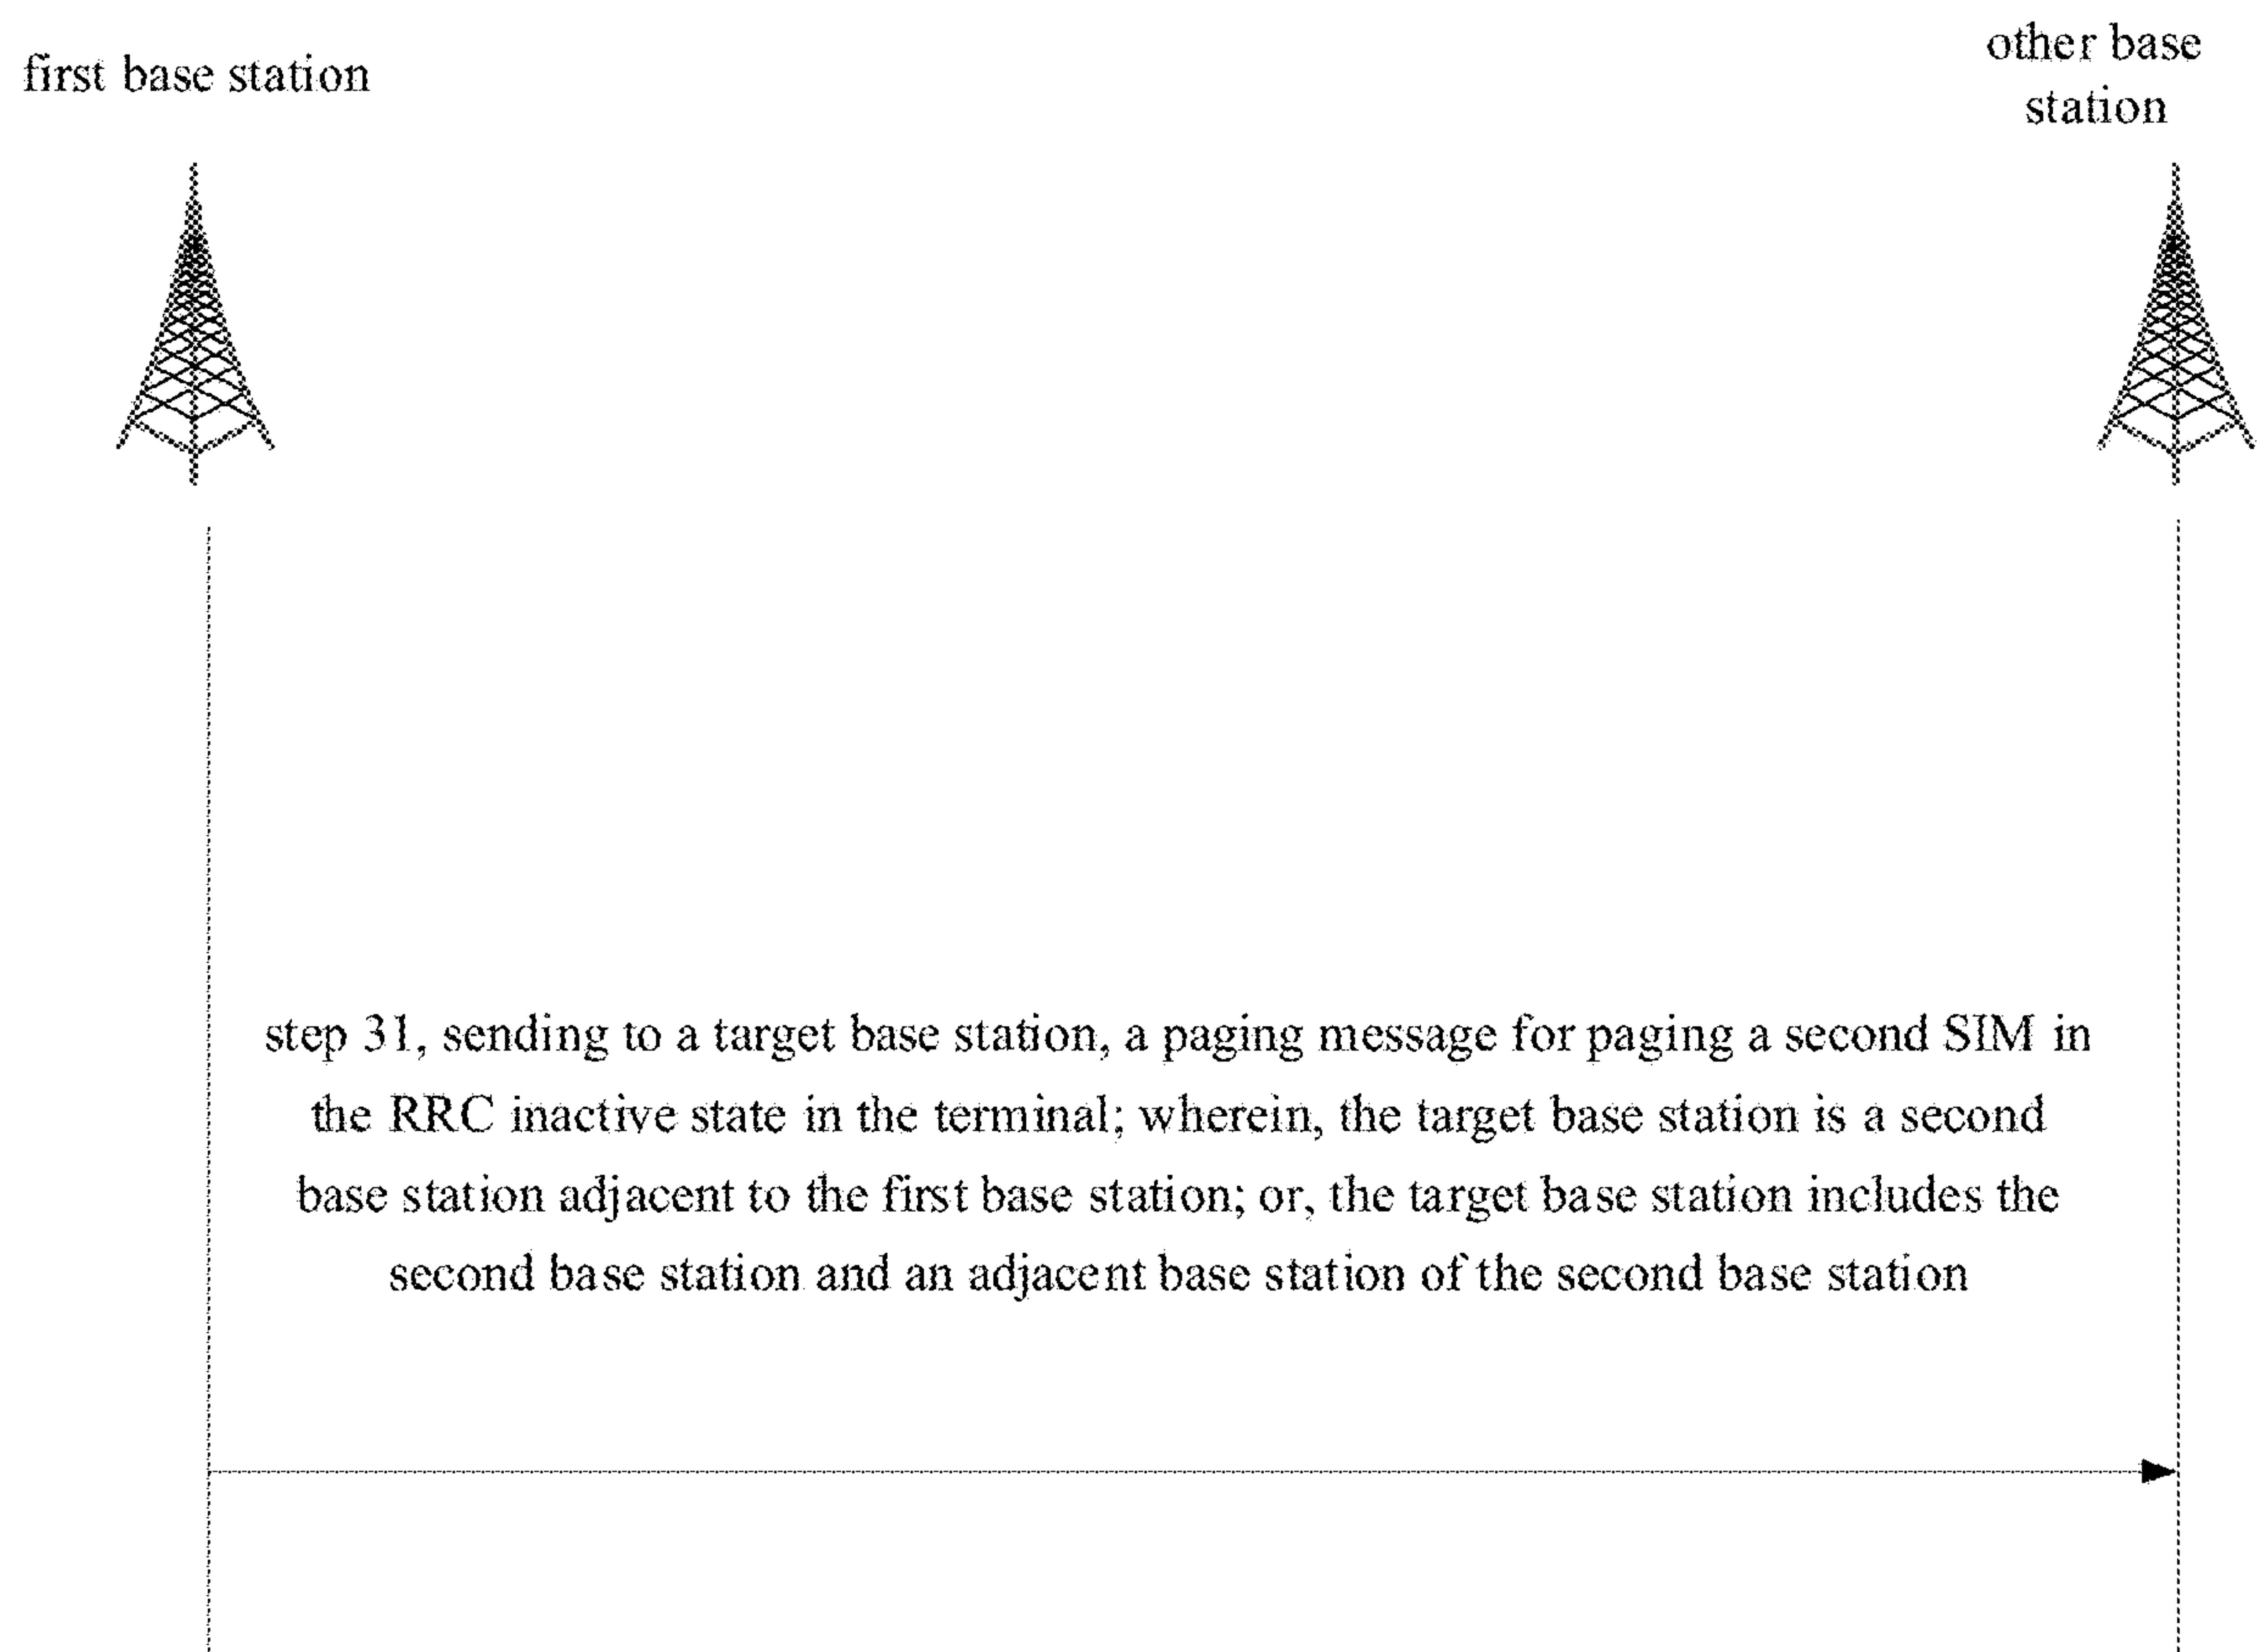 first base station
other base
station
step 31, sending to a target base station, a paging message for paging a second SIM in
the RRC inactive state in the terminal; wherein, the target base station is a second
base station adjacent to the first base station; or, the target base station includes the
second base station and an adjacent base station of the second base station